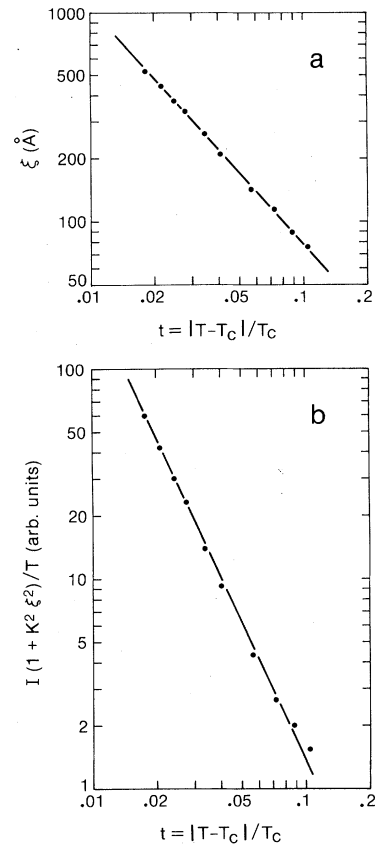 1000
a
500
200
100
50
ξ (Å)
.01 .02 .05 .1 .2
t = |T-Tc|/Tc
100
b
50
20
10
5
2
1
I (1 + K² ξ²)/T (arb. units)
.01 .02 .05 .1 .2
t = |T-Tc|/Tc